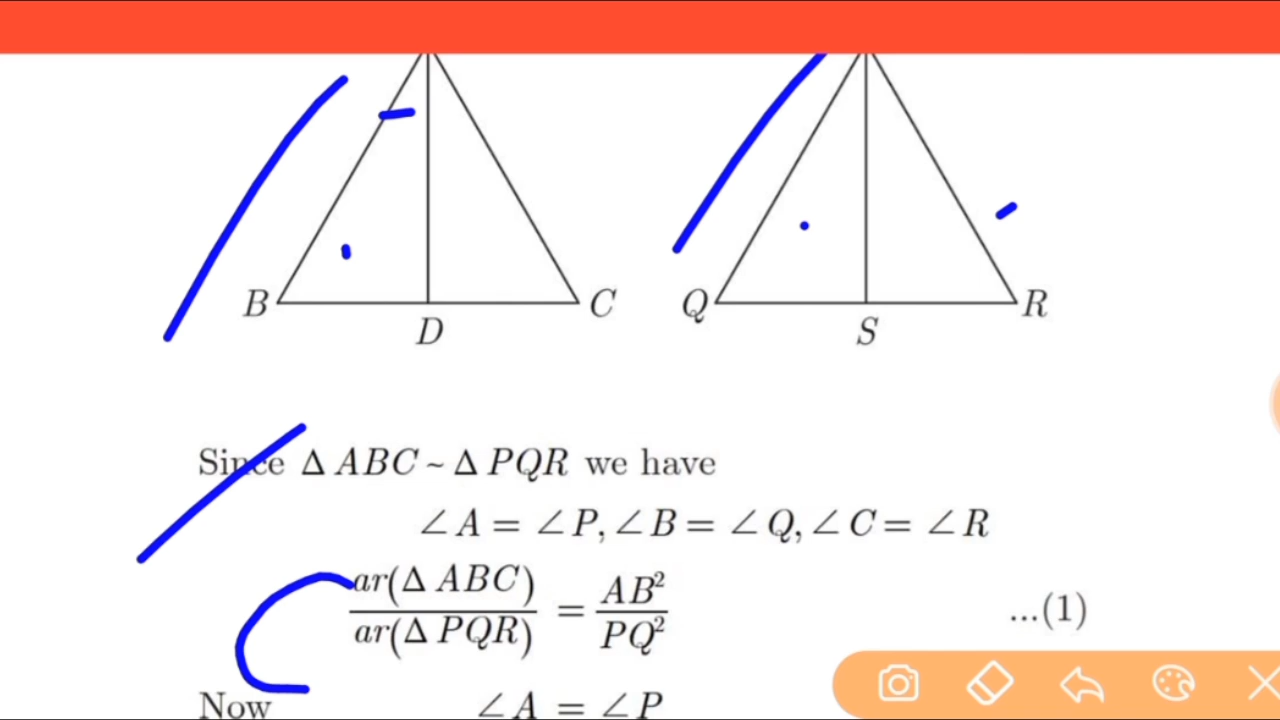 B D C
Q S R
Since Δ ABC ~ Δ PQR we have
∠A = ∠P, ∠B = ∠Q, ∠C = ∠R
ar(Δ ABC) / ar(Δ PQR) = AB² / PQ² ...(1)
Now ∠A = ∠P